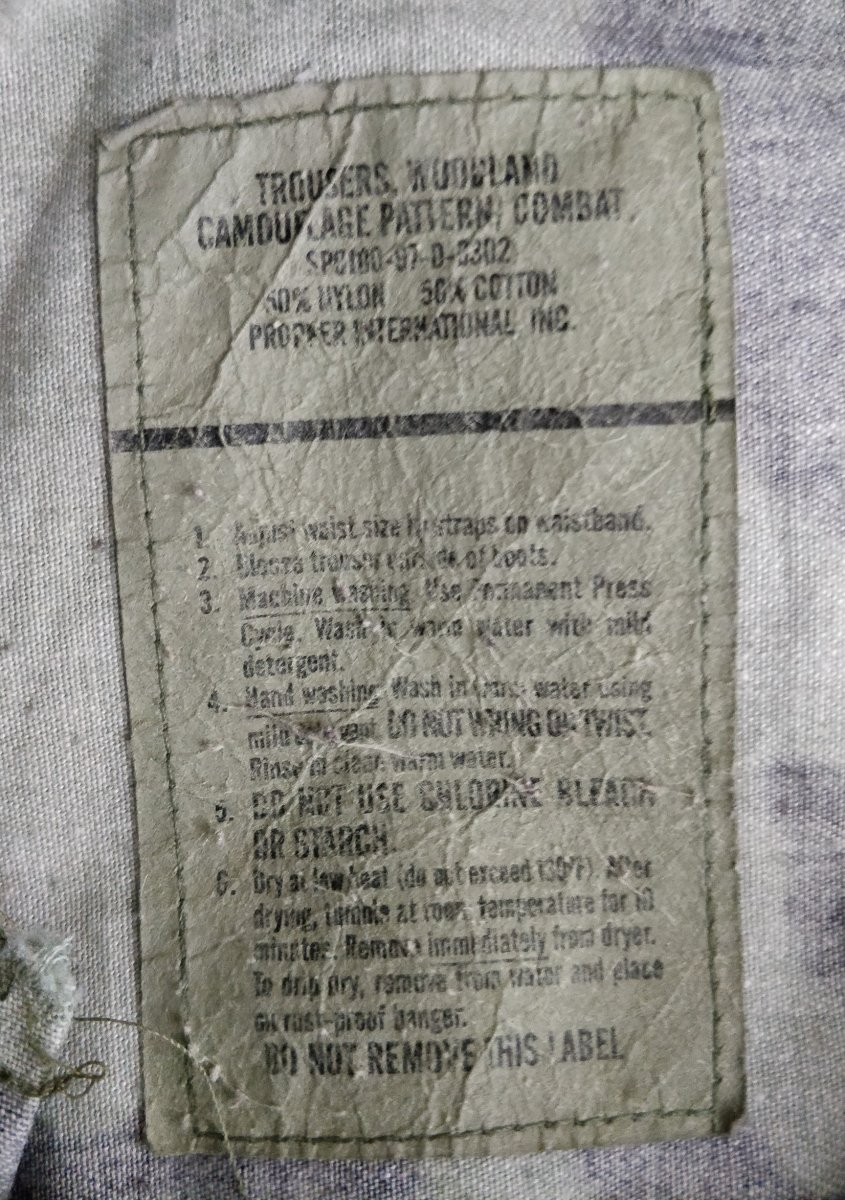 TROUSERS, WOODLAND
CAMOUFLAGE PATTERN, COMBAT
50% NYLON 50% COTTON
PROPPER INTERNATIONAL, INC.
1. Adjust waist size by straps on waistband.
2. trouser outside of boots.
3. Machine washing. Use Permanent Press
Cycle. Wash in warm water with mild
detergent.
4. Hand washing. Wash in warm water using
mild detergent. DO NOT WRING OR TWIST.
Rinse in clean warm water.
5. DO NOT USE CHLORINE BLEACH
OR STARCH.
6. Dry at low heat (do not exceed 130°F). After
drying, tumble at room temperature for 10
minutes. Remove immediately from dryer.
To drip dry, remove from water and place
on rust-proof hanger.
DO NOT REMOVE THIS LABEL